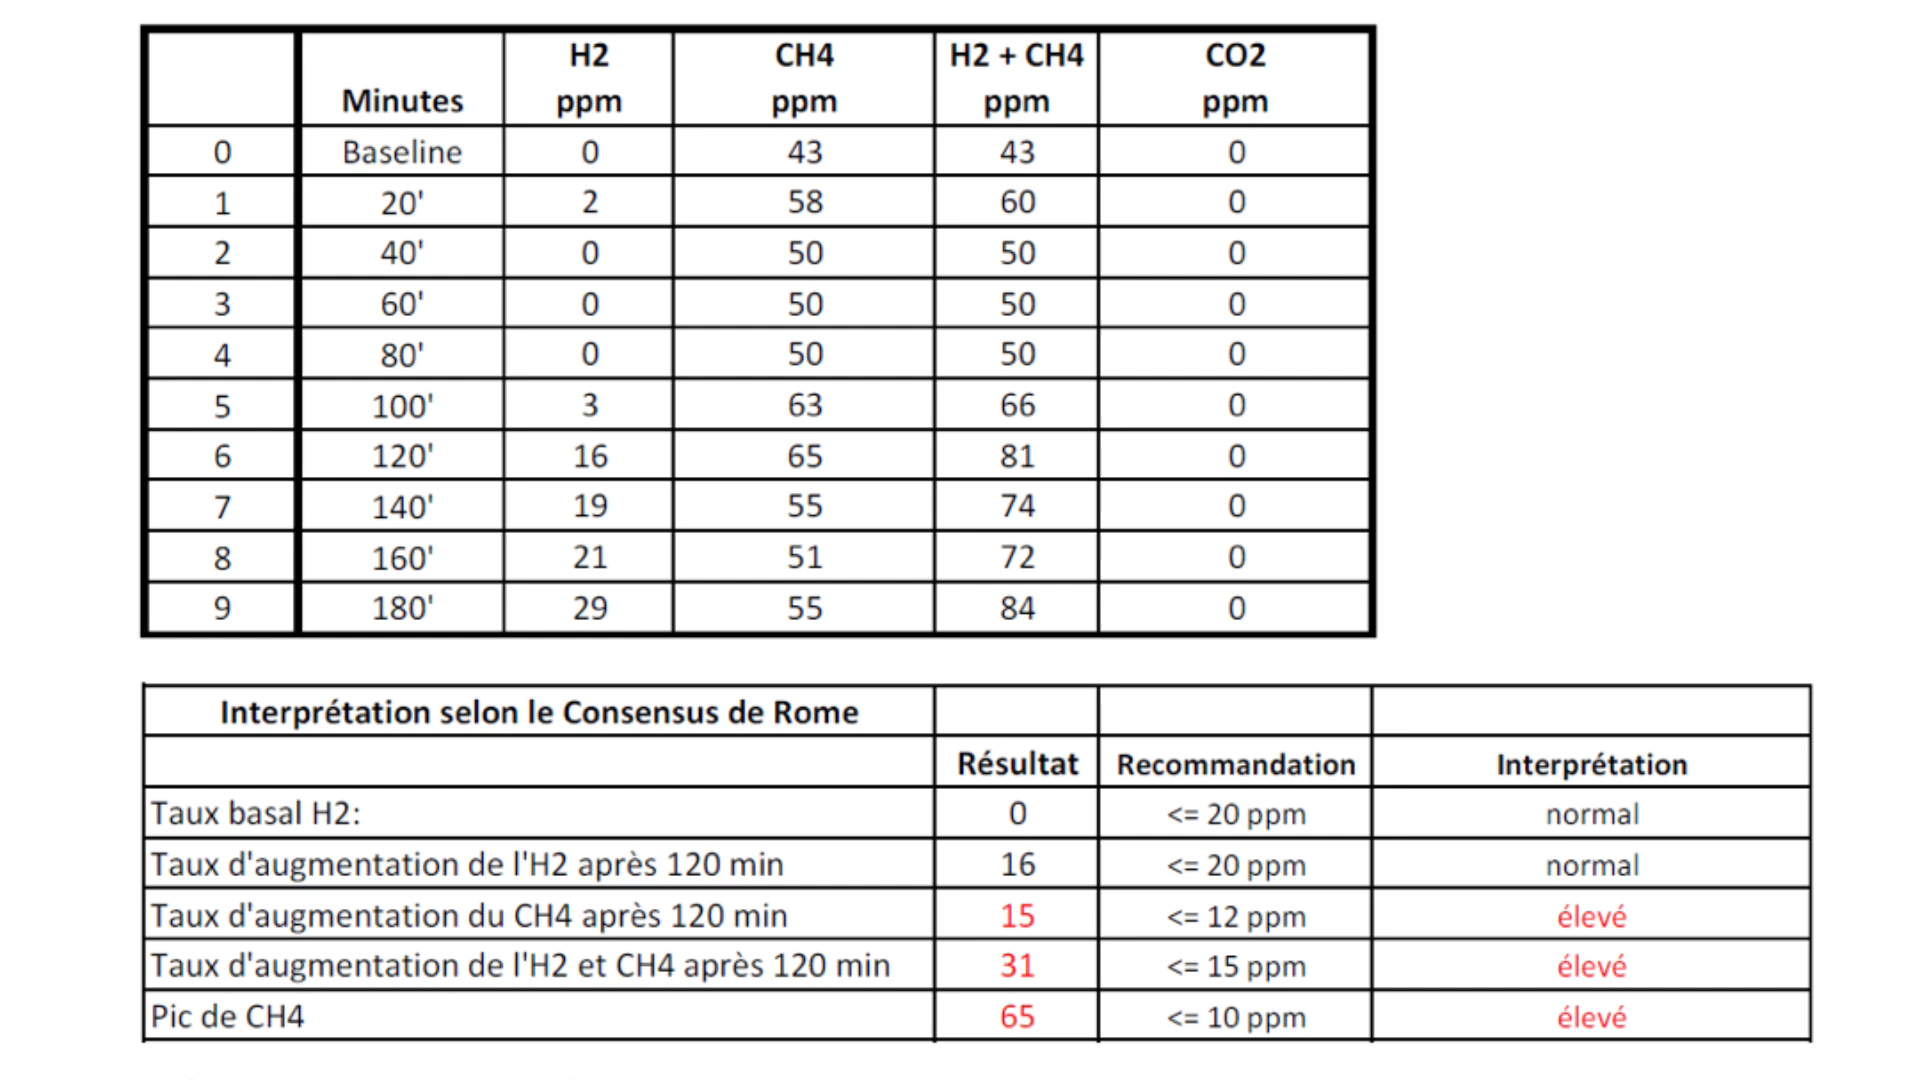 H2 CH4 H2 + CH4 CO2
Minutes ppm ppm ppm ppm
0 Baseline 0 43 43 0
1 20' 2 58 60 0
2 40' 0 50 50 0
3 60' 0 50 50 0
4 80' 0 50 50 0
5 100' 3 63 66 0
6 120' 16 65 81 0
7 140' 19 55 74 0
8 160' 21 51 72 0
9 180' 29 55 84 0
Interprétation selon le Consensus de Rome
Résultat Recommandation Interprétation
Taux basal H2: 0 <= 20 ppm normal
Taux d'augmentation de l'H2 après 120 min 16 <= 20 ppm normal
Taux d'augmentation du CH4 après 120 min 15 <= 12 ppm élevé
Taux d'augmentation de l'H2 et CH4 après 120 min 31 <= 15 ppm élevé
Pic de CH4 65 <= 10 ppm élevé